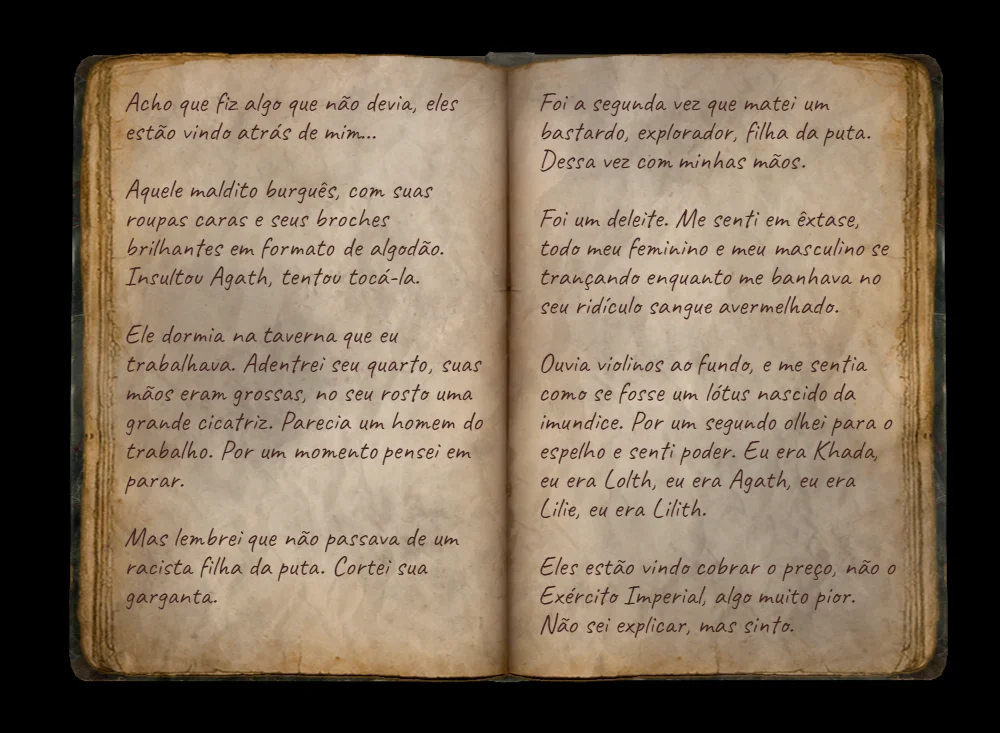 Acho que fiz algo que não devia, eles
estão vindo atrás de mim...
Aquele maldito burguês, com suas
roupas caras e seus broches
brilhantes em formato de algodão.
Insultou Agath, tentou tocá-la.
Ele dormia na taverna que eu
trabalhava. Adentrei seu quarto, suas
mãos eram grossas, no seu rosto uma
grande cicatriz. Parecia um homem do
trabalho. Por um momento pensei em
parar.
Mas lembrei que não passava de um
racista filha da puta. Cortei sua
garganta.
Foi a segunda vez que matei um
bastardo, explorador, filha da puta.
Dessa vez com minhas mãos.
Foi um deleite. Me senti em êxtase,
todo meu feminino e meu masculino se
trançando enquanto me banhava no
seu ridículo sangue avermelhado.
Ouvia violinos ao fundo, e me sentia
como se fosse um lótus nascido da
imundice. Por um segundo olhei para o
espelho e senti poder. Eu era Khada,
eu era Lolth, eu era Agath, eu era
Lilie, eu era Lilith.
Eles estão vindo cobrar o preço, não o
Exército Imperial, algo muito pior.
Não sei explicar, mas sinto.